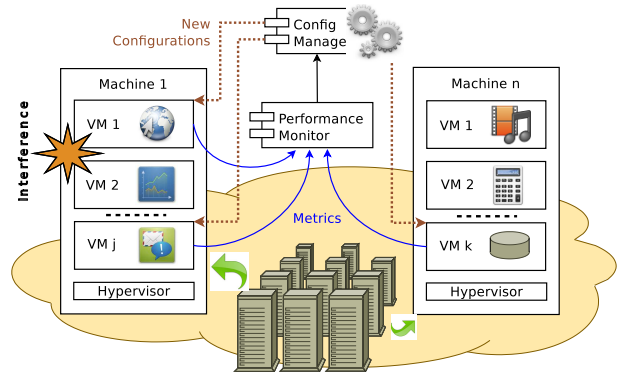 New
Configurations
Config
Manage
Machine 1
Machine n
VM 1
Performance
Monitor
VM 1
Interference
VM 2
VM 2
Metrics
VM j
VM k
Hypervisor
Hypervisor